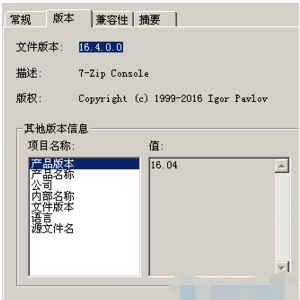 常规 版本 兼容性 摘要
文件版本: 16.4.0.0
描述: 7-Zip Console
版权: Copyright (c) 1999-2016 Igor Pavlov
其他版本信息
项目名称: 值:
产品版本 16.04
产品名称
公司
内部名称
文件版本
语言
源文件名